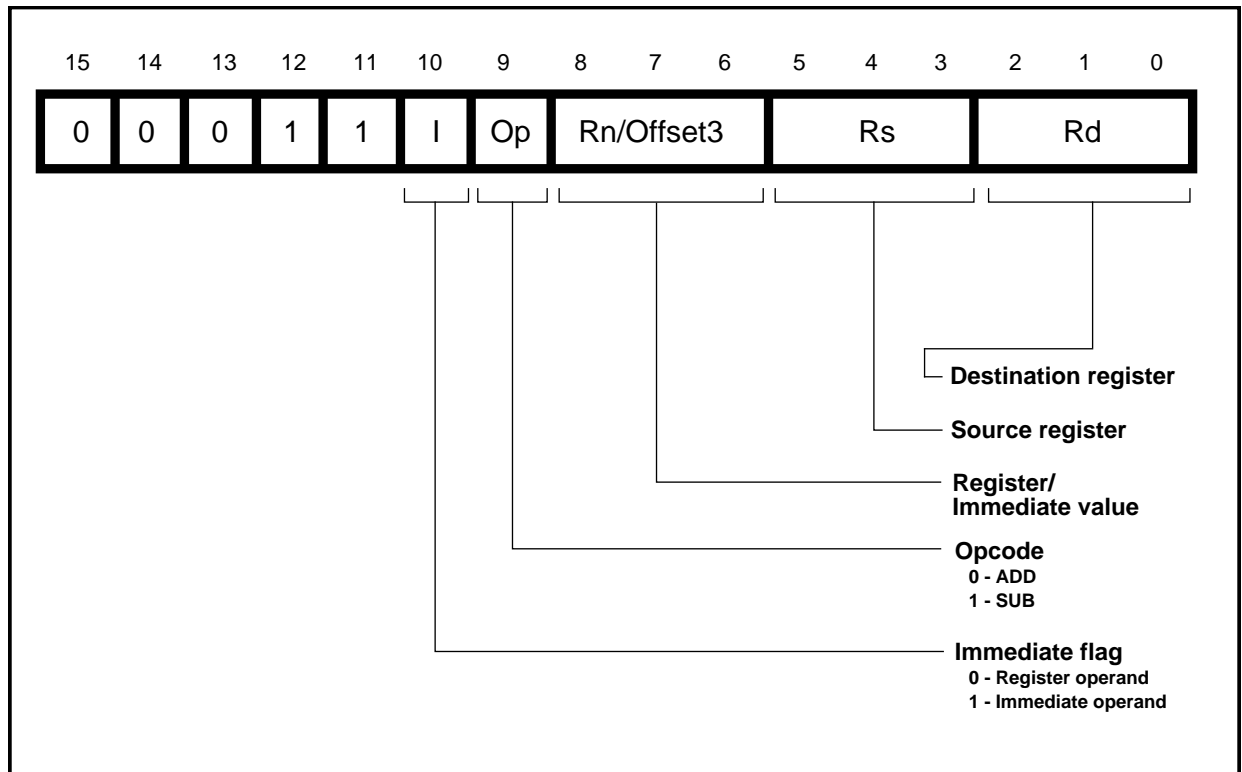 15 14 13 12 11 10 9 8 7 6 5 4 3 2 1 0
0 0 0 1 1 I Op Rn/Offset3 Rs Rd
Destination register
Source register
Register/
Immediate value
Opcode
0 - ADD
1 - SUB
Immediate flag
0 - Register operand
1 - Immediate operand